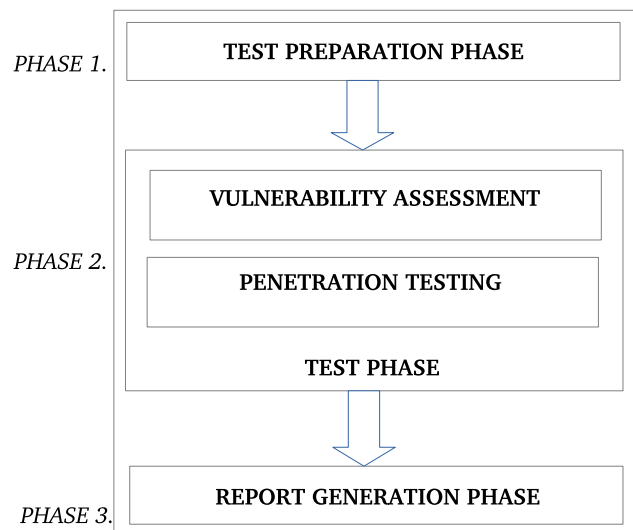 PHASE 1.
TEST PREPARATION PHASE
PHASE 2.
VULNERABILITY ASSESSMENT
PENETRATION TESTING
TEST PHASE
PHASE 3.
REPORT GENERATION PHASE